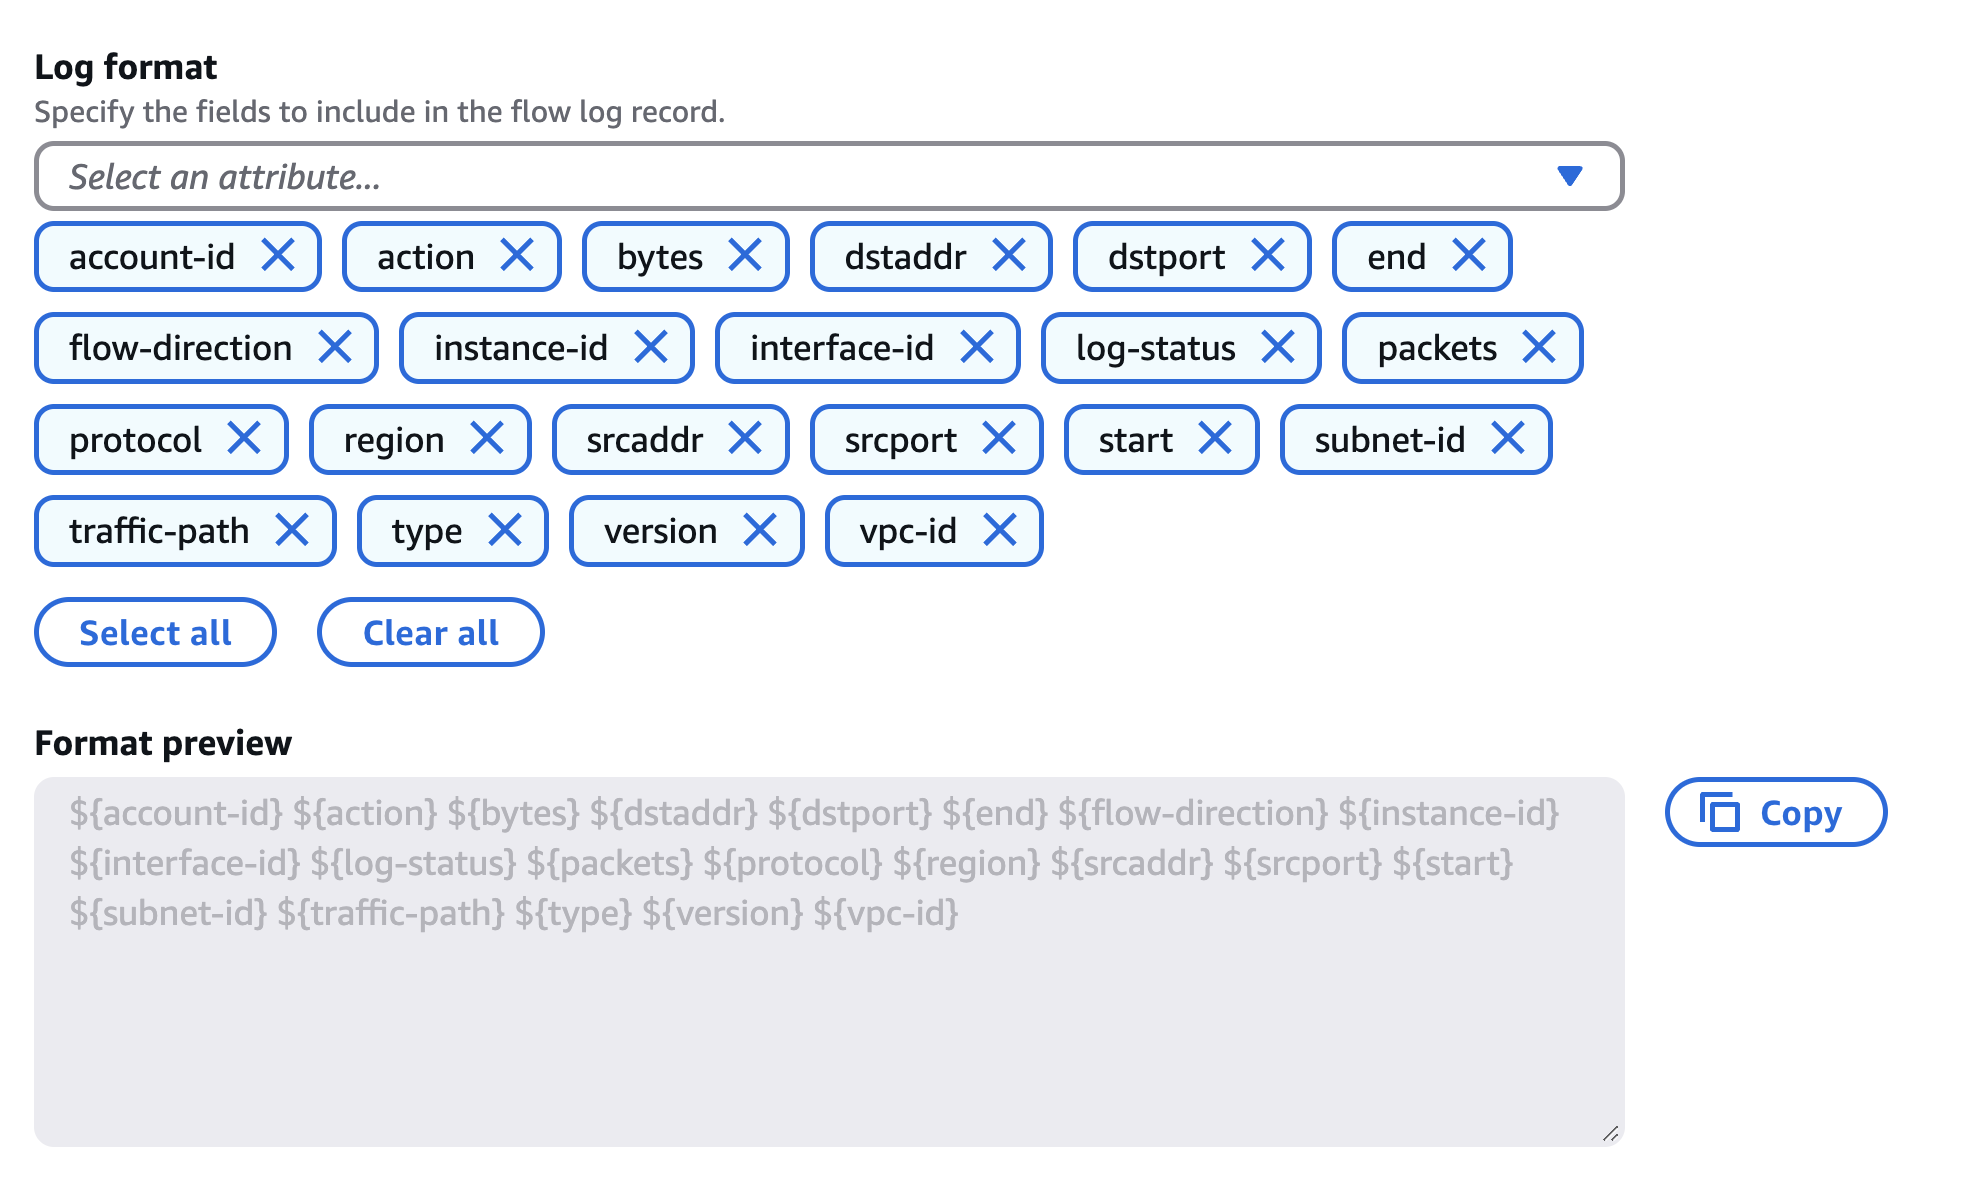 Log format
Specify the fields to include in the flow log record.
Select an attribute...
account-id action bytes dstaddr dstport end
flow-direction instance-id interface-id log-status packets
protocol region srcaddr srcport start subnet-id
traffic-path type version vpc-id
Select all Clear all
Format preview
${account-id} ${action} ${bytes} ${dstaddr} ${dstport} ${end} ${flow-direction} ${instance-id}
${interface-id} ${log-status} ${packets} ${protocol} ${region} ${srcaddr} ${srcport} ${start}
${subnet-id} ${traffic-path} ${type} ${version} ${vpc-id}
Copy